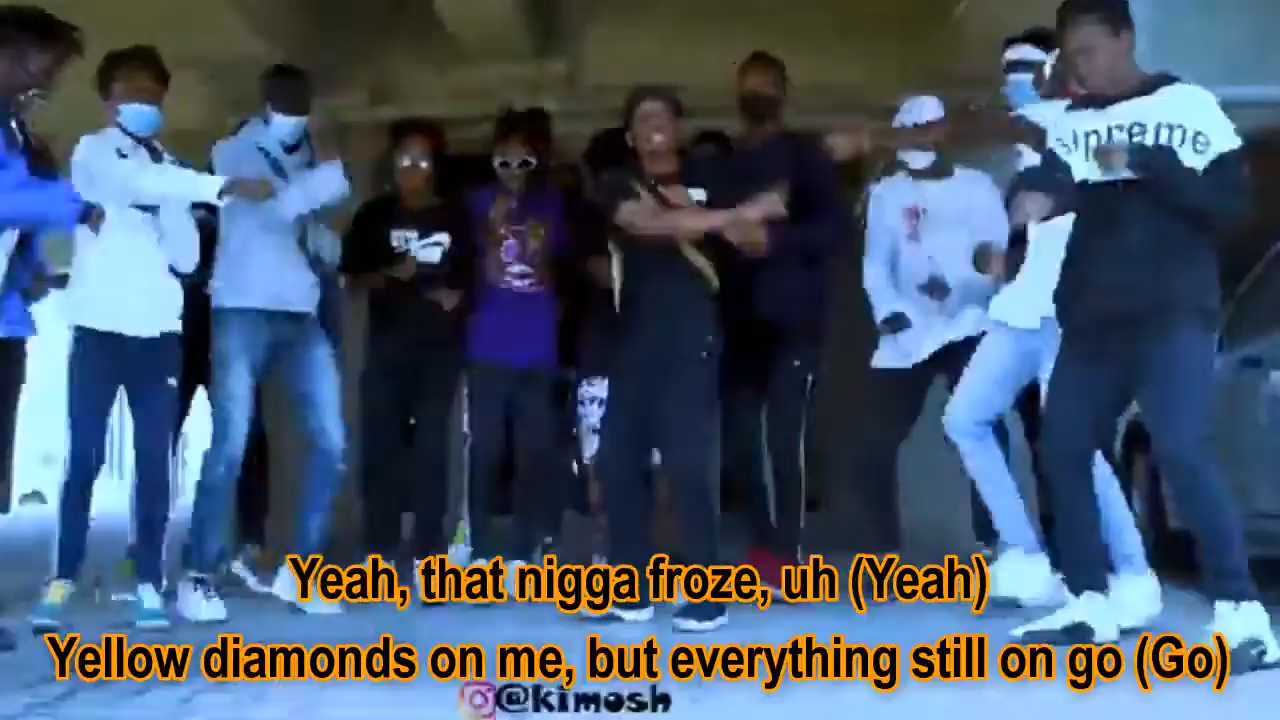 Supreme
Yeah, that nigga froze, uh (Yeah)
Yellow diamonds on me, but everything still on go (Go)
@kimosh